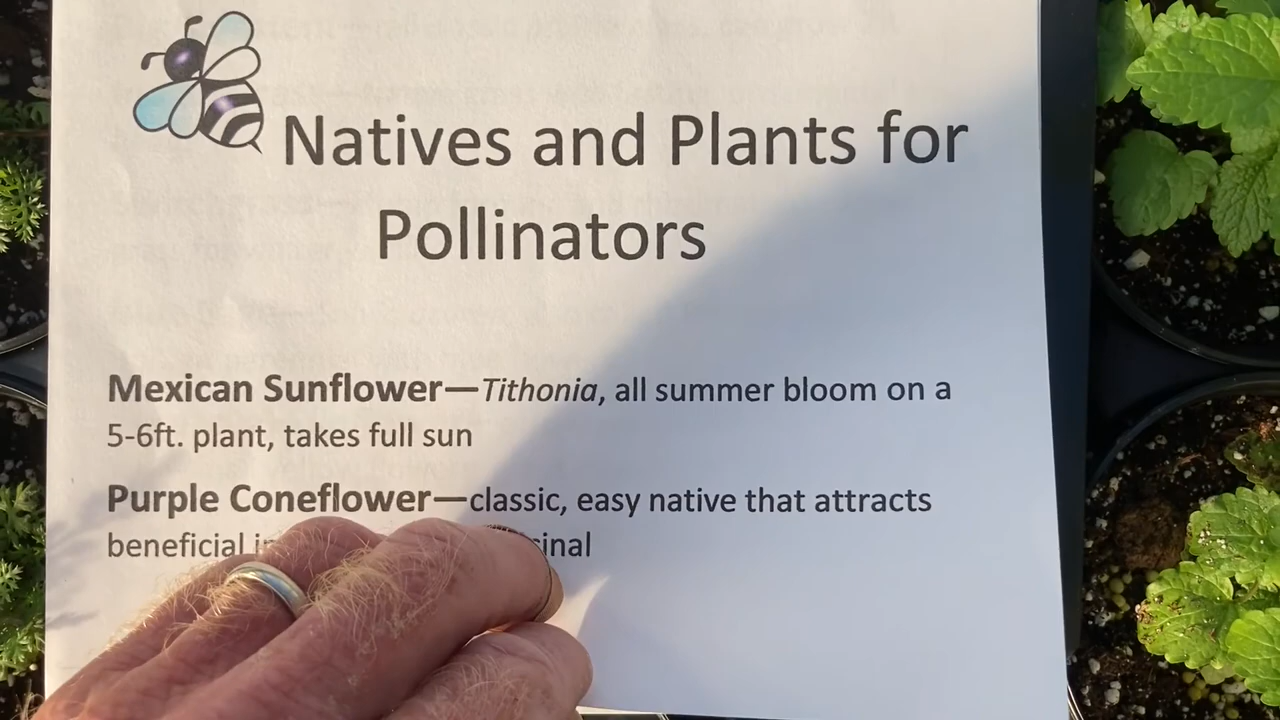 Natives and Plants for
Pollinators
Mexican Sunflower—Tithonia, all summer bloom on a
5-6ft. plant, takes full sun
Purple Coneflower—classic, easy native that attracts
beneficial